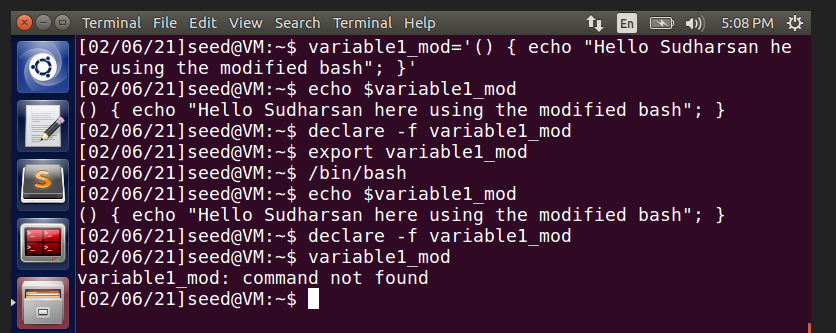 Terminal File Edit View Search Terminal Help En 5:08 PM
[02/06/21]seed@VM:~$ variable1_mod='() { echo "Hello Sudharsan he
re using the modified bash"; }'
[02/06/21]seed@VM:~$ echo $variable1_mod
() { echo "Hello Sudharsan here using the modified bash"; }
[02/06/21]seed@VM:~$ declare -f variable1_mod
[02/06/21]seed@VM:~$ export variable1_mod
[02/06/21]seed@VM:~$ /bin/bash
[02/06/21]seed@VM:~$ echo $variable1_mod
() { echo "Hello Sudharsan here using the modified bash"; }
[02/06/21]seed@VM:~$ declare -f variable1_mod
[02/06/21]seed@VM:~$ variable1_mod
variable1_mod: command not found
[02/06/21]seed@VM:~$